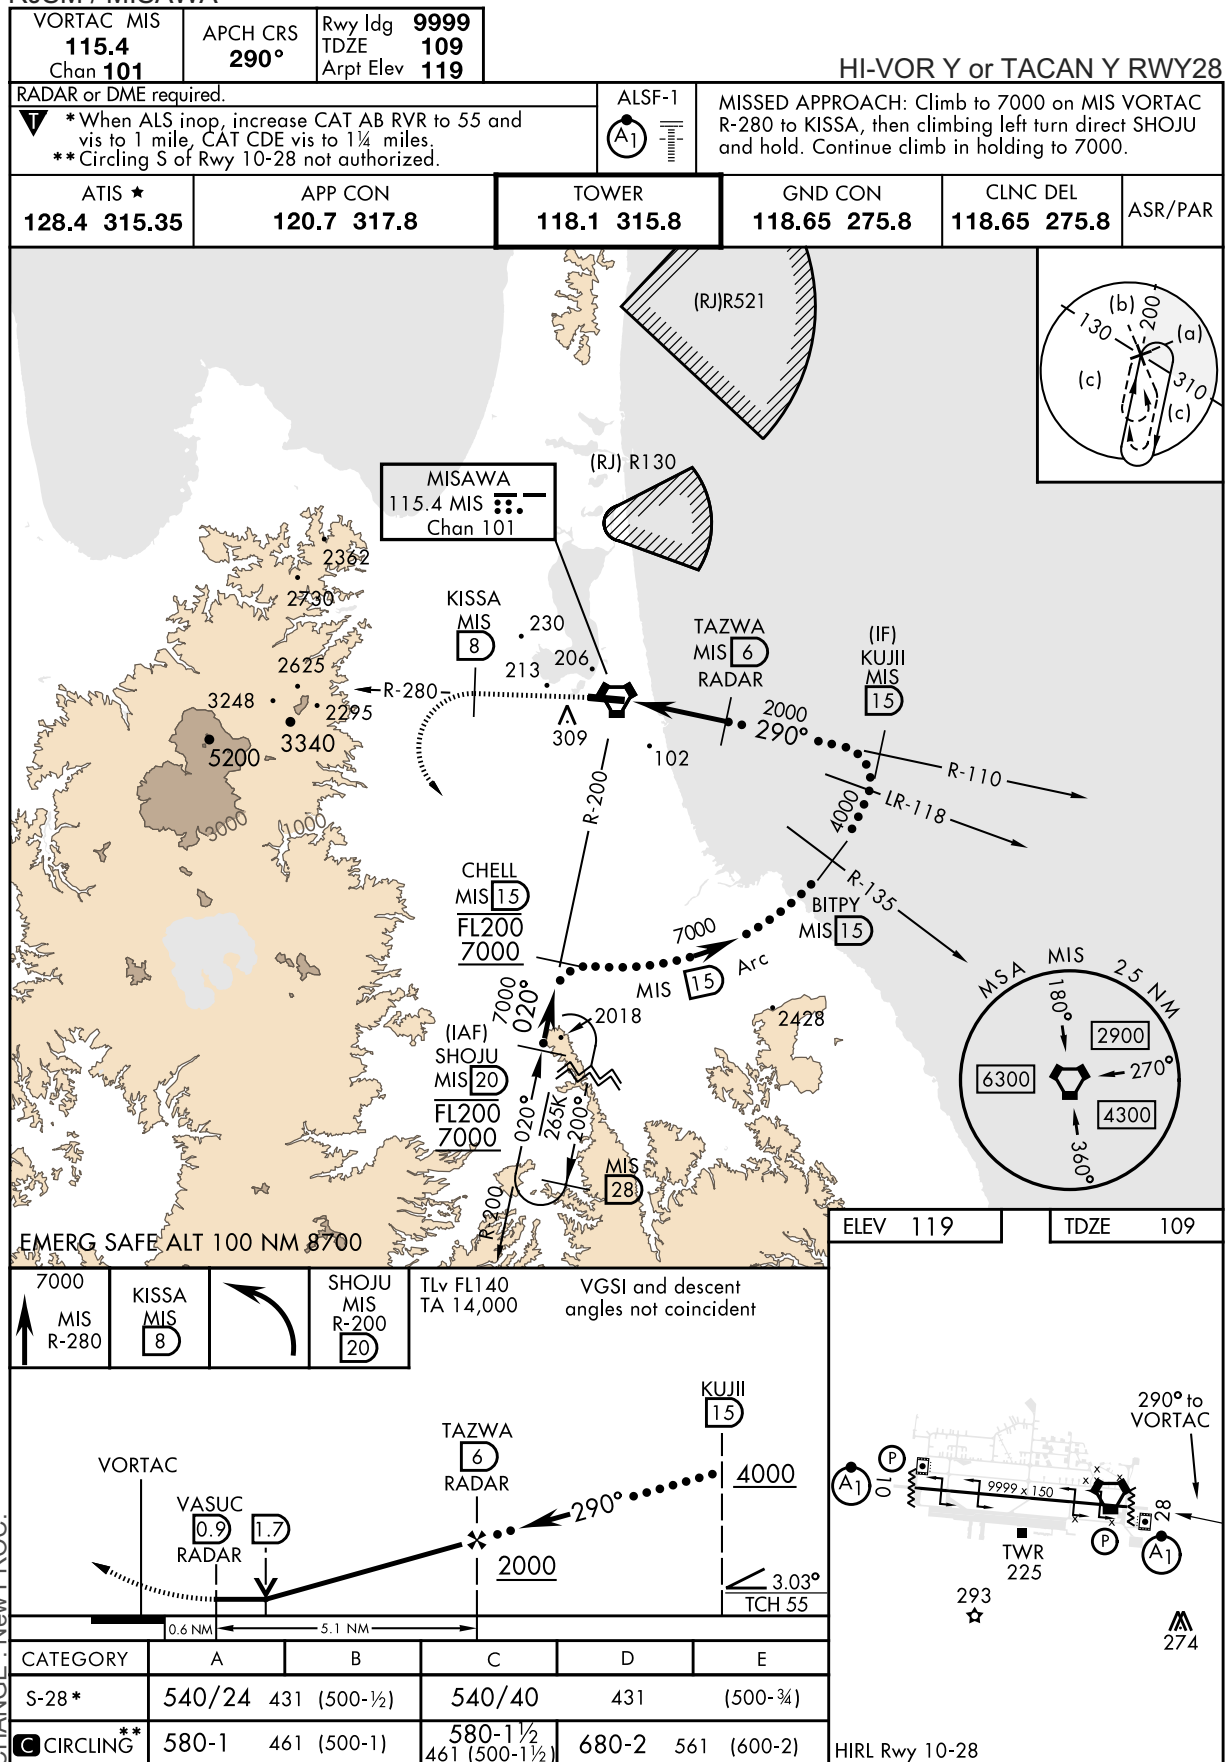 VORTAC MIS
115.4
Chan 101
APCH CRS
290°
Rwy ldg 9999
TDZE 109
Arpt Elev 119
HI-VOR Y or TACAN Y RWY28
RADAR or DME required.
T
* When ALS inop, increase CAT AB RVR to 55 and
vis to 1 mile, CAT CDE vis to 1¼ miles.
** Circling S of Rwy 10-28 not authorized.
ALSF-1
A1
MISSED APPROACH: Climb to 7000 on MIS VORTAC
R-280 to KISSA, then climbing left turn direct SHOJU
and hold. Continue climb in holding to 7000.
ATIS ★
128.4 315.35
APP CON
120.7 317.8
TOWER
118.1 315.8
GND CON
118.65 275.8
CLNC DEL
118.65 275.8
ASR/PAR
(RJ)R521
(b)
200
130
(a)
(c)
310
(c)
(RJ) R130
MISAWA
115.4 MIS
Chan 101
2362
2730
KISSA
MIS
8
230
206
213
TAZWA
MIS 6
RADAR
(IF)
KUJII
MIS
15
2625
3248
2295
3340
5200
R-280
309
102
2000
290°
R-110
LR-118
4000
R-200
3000
1000
R-135
CHELL
MIS 15
FL200
7000
BITPY
MIS 15
7000
MIS 15 Arc
7000
020°
2018
2428
(IAF)
SHOJU
MIS 20
FL200
7000
020°
265K
200°
MIS
28
R-200
MSA MIS 25 NM
180°
2900
270°
6300
4300
360°
EMERG SAFE ALT 100 NM 8700
ELEV 119
TDZE 109
7000
MIS
R-280
KISSA
MIS
8
SHOJU
MIS
R-200
20
TLv FL140
TA 14,000
VGSI and descent
angles not coincident
KUJII
15
TAZWA
6
RADAR
4000
VORTAC
VASUC
0.9
RADAR
1.7
290°
2000
3.03°
TCH 55
0.6 NM
5.1 NM
290° to
VORTAC
A1
P
10
9999 x 150
x
x
x
x
x
28
P
A1
TWR
225
293
274
CATEGORY A B C D E
S-28* 540/24 431 (500-½) 540/40 431 (500-¾)
C CIRCLING** 580-1 461 (500-1) 580-1½ 461 (500-1½) 680-2 561 (600-2)
HIRL Rwy 10-28